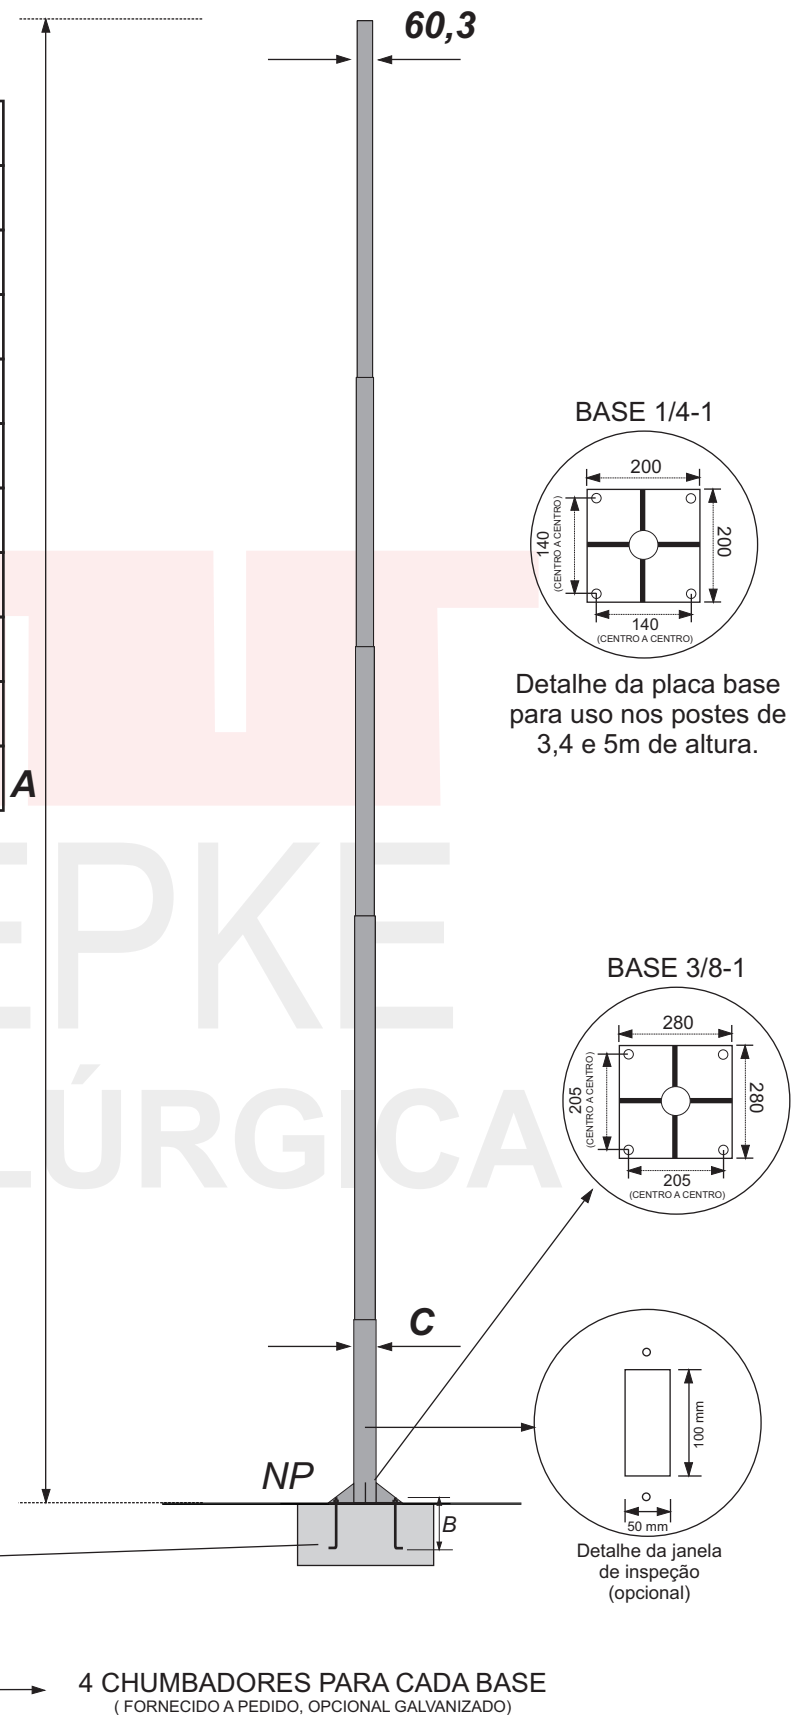 60,3
BASE 1/4-1
200
140
(CENTRO A CENTRO)
200
140
(CENTRO A CENTRO)
Detalhe da placa base
para uso nos postes de
3,4 e 5m de altura.
A
EPKE
LÚRGICA
BASE 3/8-1
280
205
(CENTRO A CENTRO)
280
205
(CENTRO A CENTRO)
C
100 mm
50 mm
NP
B
Detalhe da janela
de inspeção
(opcional)
4 CHUMBADORES PARA CADA BASE
( FORNECIDO A PEDIDO, OPCIONAL GALVANIZADO)